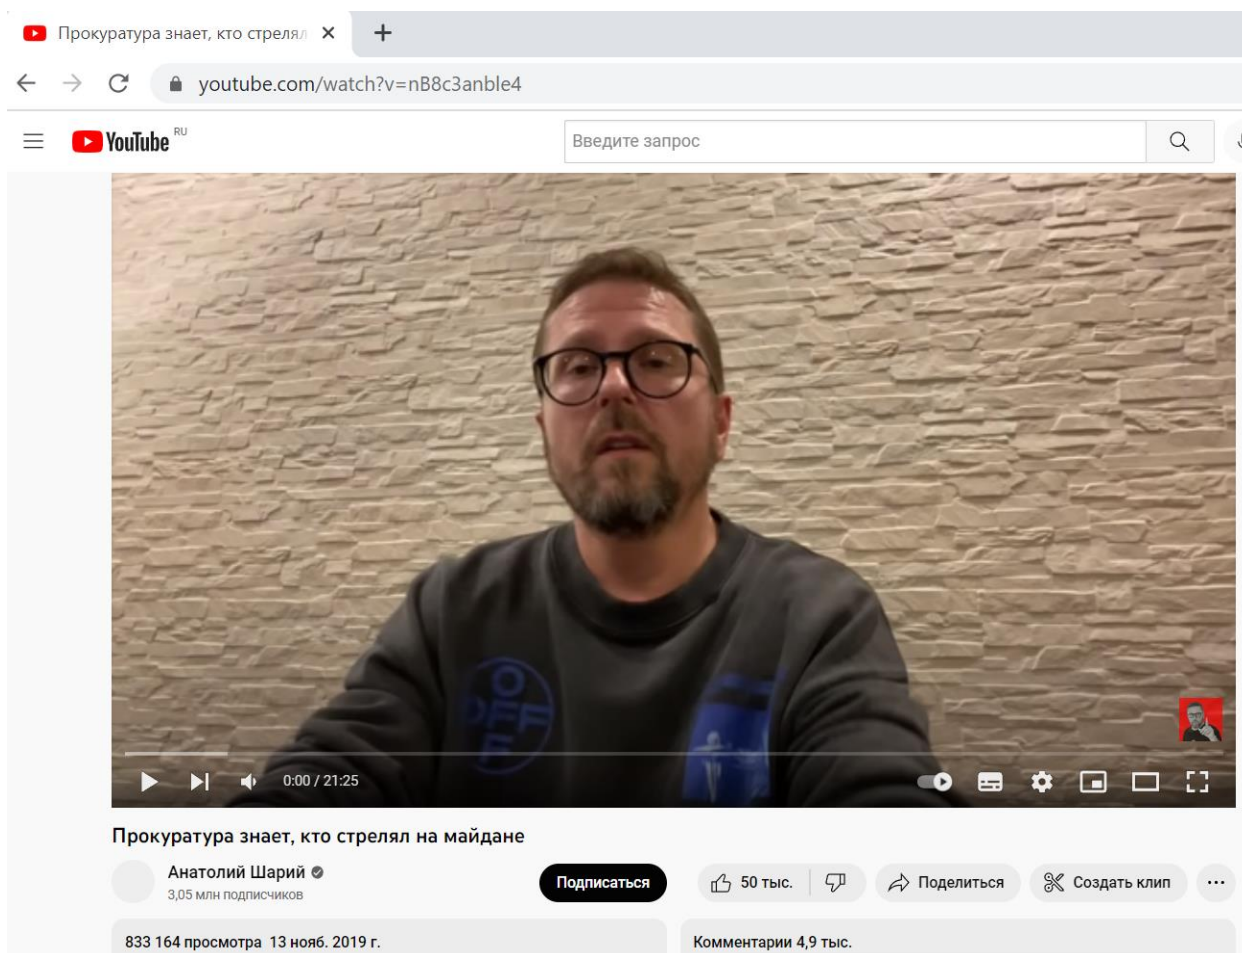 Прокуратура знает, кто стрелял
youtube.com/watch?v=nB8c3anble4
YouTube RU
Введите запрос
OFF
0:00 / 21:25
Прокуратура знает, кто стрелял на майдане
Анатолий Шарий
3,05 млн подписчиков
Подписаться
50 тыс.
Поделиться
Создать клип
833 164 просмотра 13 нояб. 2019 г.
Комментарии 4,9 тыс.